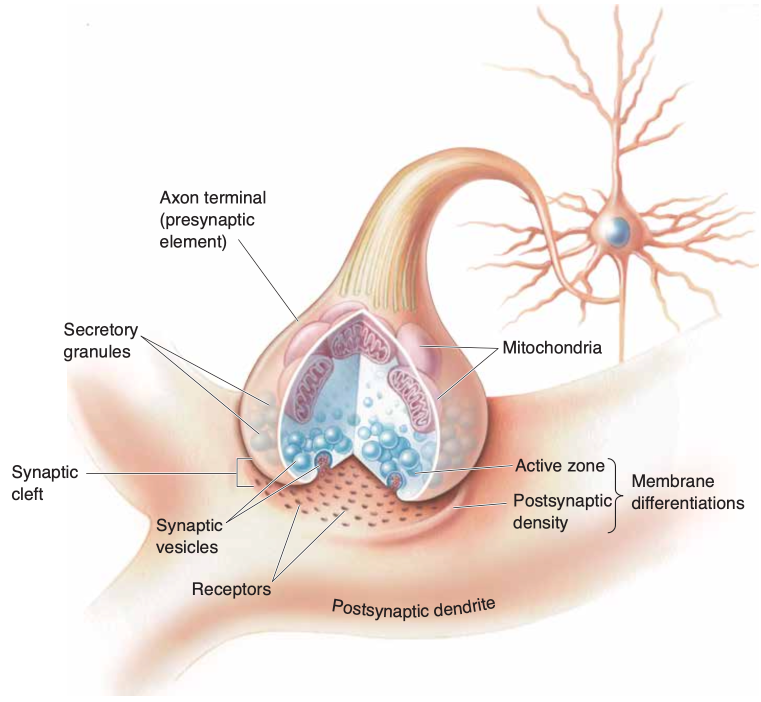 Axon terminal
(presynaptic
element)
Secretory
granules
Mitochondria
Synaptic
cleft
Active zone
Postsynaptic
density
Membrane
differentiations
Synaptic
vesicles
Receptors
Postsynaptic dendrite